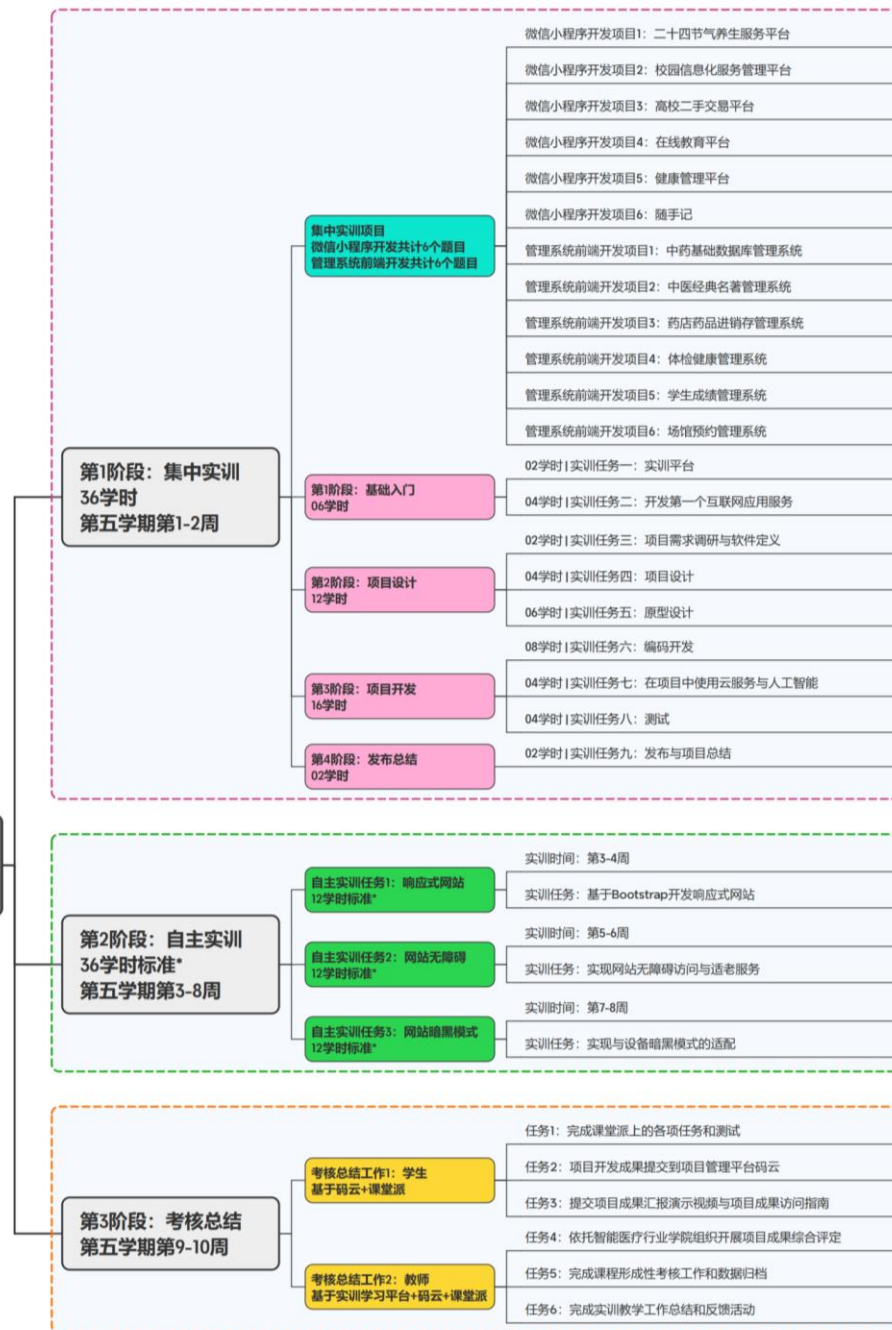 第1阶段：集中实训
36学时
第五学期第1-2周
集中实训项目
微信小程序开发共计6个题目
管理系统前端开发共计6个题目
微信小程序开发项目1：二十四节气养生服务平台
微信小程序开发项目2：校园信息化服务管理平台
微信小程序开发项目3：高校二手交易平台
微信小程序开发项目4：在线教育平台
微信小程序开发项目5：健康管理平台
微信小程序开发项目6：随手记
管理系统前端开发项目1：中药基础数据库管理系统
管理系统前端开发项目2：中医经典名著管理系统
管理系统前端开发项目3：药店药品进销存管理系统
管理系统前端开发项目4：体检健康管理系统
管理系统前端开发项目5：学生成绩管理系统
管理系统前端开发项目6：场馆预约管理系统
第1阶段：基础入门
06学时
02学时|实训任务一：实训平台
04学时|实训任务二：开发第一个互联网应用服务
第2阶段：项目设计
12学时
02学时|实训任务三：项目需求调研与软件定义
04学时|实训任务四：项目设计
06学时|实训任务五：原型设计
第3阶段：项目开发
16学时
08学时|实训任务六：编码开发
04学时|实训任务七：在项目中使用云服务与人工智能
04学时|实训任务八：测试
第4阶段：发布总结
02学时
02学时|实训任务九：发布与项目总结
第2阶段：自主实训
36学时标准*
第五学期第3-8周
自主实训任务1：响应式网站
12学时标准*
实训时间：第3-4周
实训任务：基于Bootstrap开发响应式网站
自主实训任务2：网站无障碍
12学时标准*
实训时间：第5-6周
实训任务：实现网站无障碍访问与适老服务
自主实训任务3：网站暗黑模式
12学时标准*
实训时间：第7-8周
实训任务：实现与设备暗黑模式的适配
第3阶段：考核总结
第五学期第9-10周
考核总结工作1：学生
基于码云+课堂派
任务1：完成课堂派上的各项任务和测试
任务2：项目开发成果提交到项目管理平台码云
任务3：提交项目成果汇报演示视频与项目成果访问指南
考核总结工作2：教师
基于实训学习平台+码云+课堂派
任务4：依托智能医疗行业学院组织开展项目成果综合评定
任务5：完成课程形成性考核工作和数据归档
任务6：完成实训教学工作总结和反馈活动